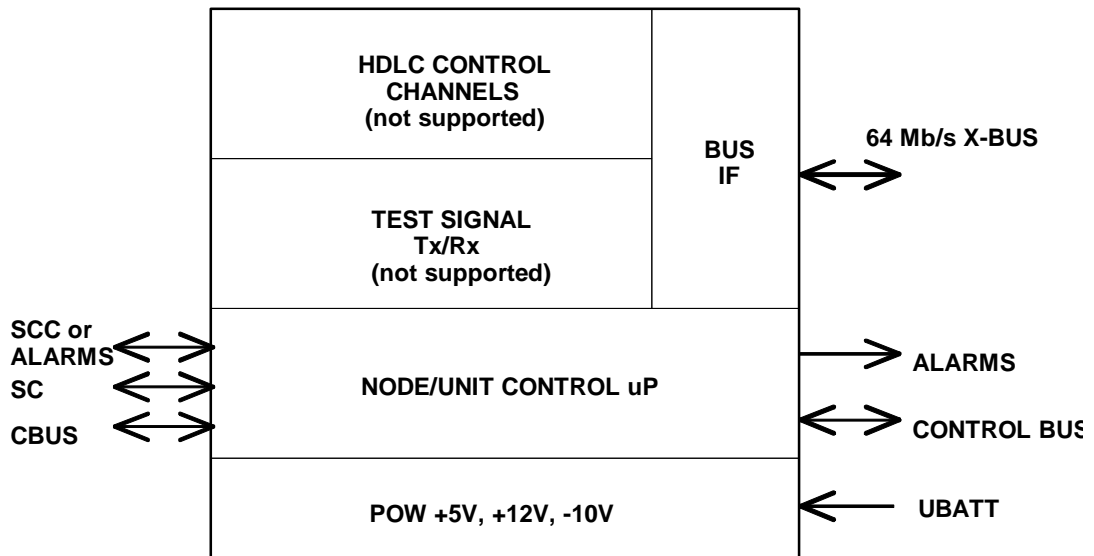 HDLC CONTROL
CHANNELS
(not supported)
BUS
IF
64 Mb/s X-BUS
TEST SIGNAL
Tx/Rx
(not supported)
SCC or
ALARMS
SC
CBUS
NODE/UNIT CONTROL uP
ALARMS
CONTROL BUS
POW +5V, +12V, -10V
UBATT